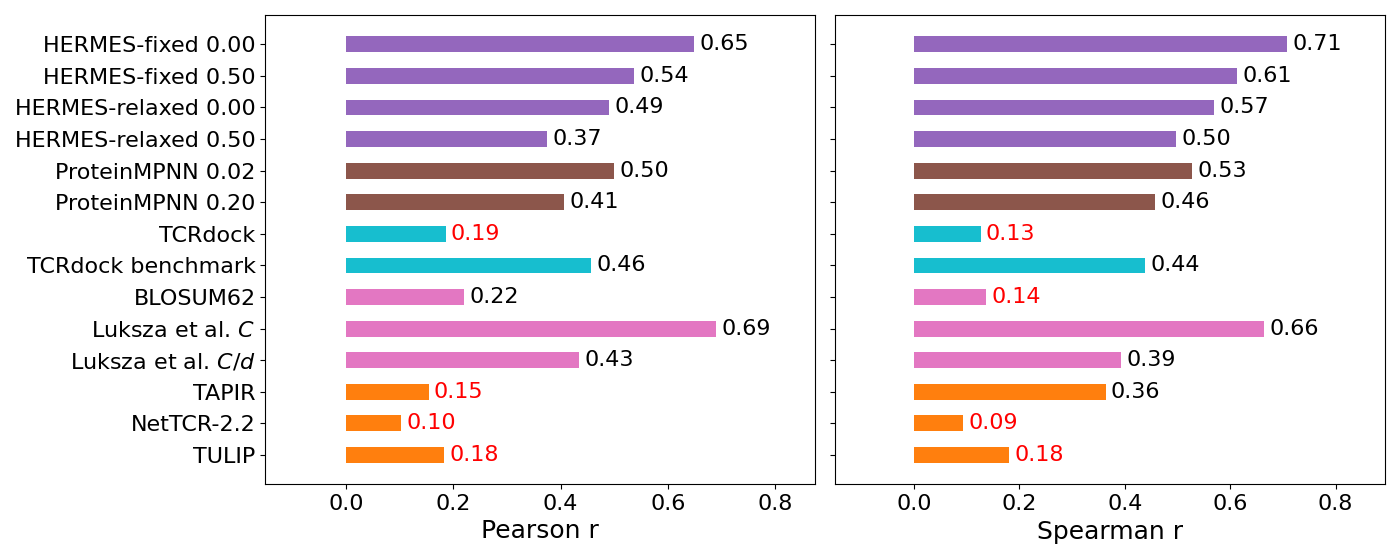 HERMES-fixed 0.00 0.65 0.71
HERMES-fixed 0.50 0.54 0.61
HERMES-relaxed 0.00 0.49 0.57
HERMES-relaxed 0.50 0.37 0.50
ProteinMPNN 0.02 0.50 0.53
ProteinMPNN 0.20 0.41 0.46
TCRdock 0.19 0.13
TCRdock benchmark 0.46 0.44
BLOSUM62 0.22 0.14
Luksza et al. C 0.69 0.66
Luksza et al. C/d 0.43 0.39
TAPIR 0.15 0.36
NetTCR-2.2 0.10 0.09
TULIP 0.18 0.18
0.0 0.2 0.4 0.6 0.8 0.0 0.2 0.4 0.6 0.8
Pearson r Spearman r